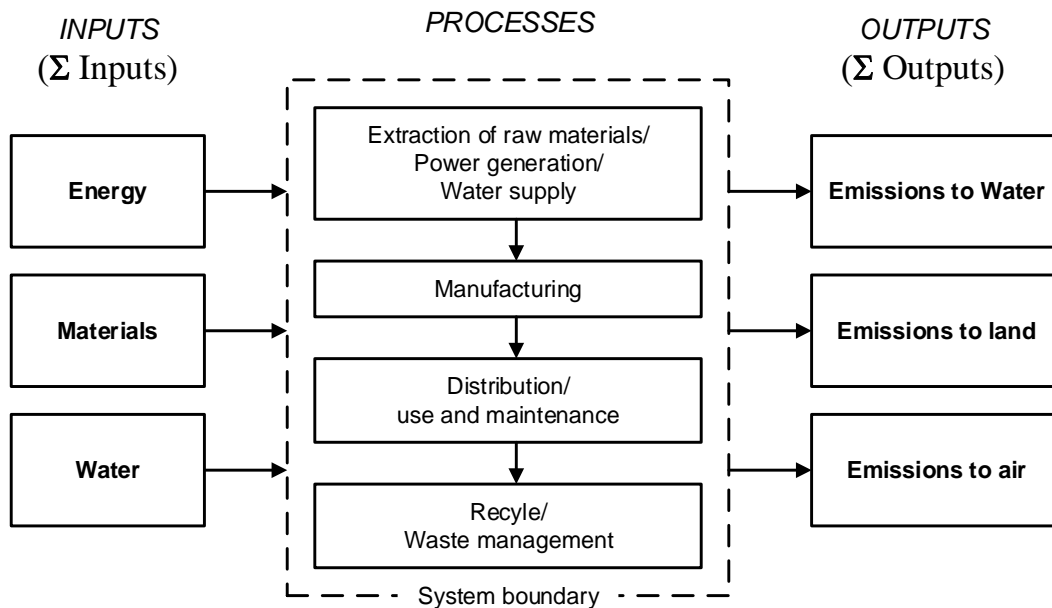 INPUTS
(Σ Inputs)
PROCESSES
OUTPUTS
(Σ Outputs)
Energy
Materials
Water
Extraction of raw materials/
Power generation/
Water supply
Manufacturing
Distribution/
use and maintenance
Recyle/
Waste management
System boundary
Emissions to Water
Emissions to land
Emissions to air